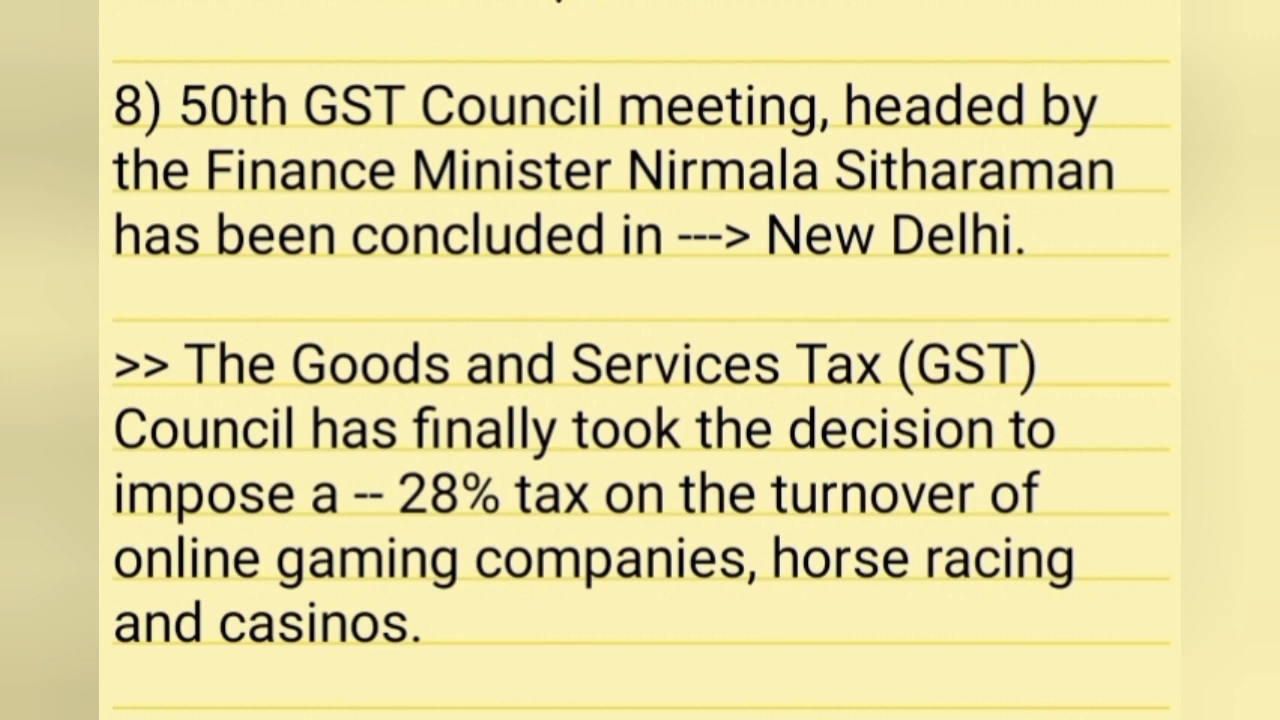 8) 50th GST Council meeting, headed by
the Finance Minister Nirmala Sitharaman
has been concluded in ---> New Delhi.
>> The Goods and Services Tax (GST)
Council has finally took the decision to
impose a -- 28% tax on the turnover of
online gaming companies, horse racing
and casinos.